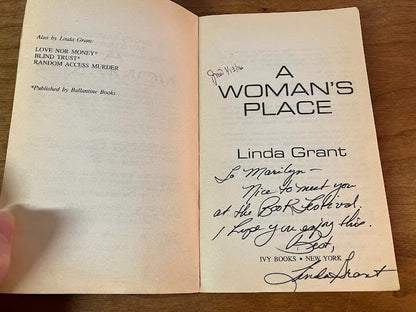 Also by Linda Grant:
LOVE NOR MONEY*
BLIND TRUST*
RANDOM ACCESS MURDER
*Published by Ballantine Books
A
WOMAN'S
PLACE
Linda Grant
To Marilyn –
Nice to meet you
at the Book Festival.
I hope you enjoy this.
Best,
IVY BOOKS • NEW YORK
Linda Grant